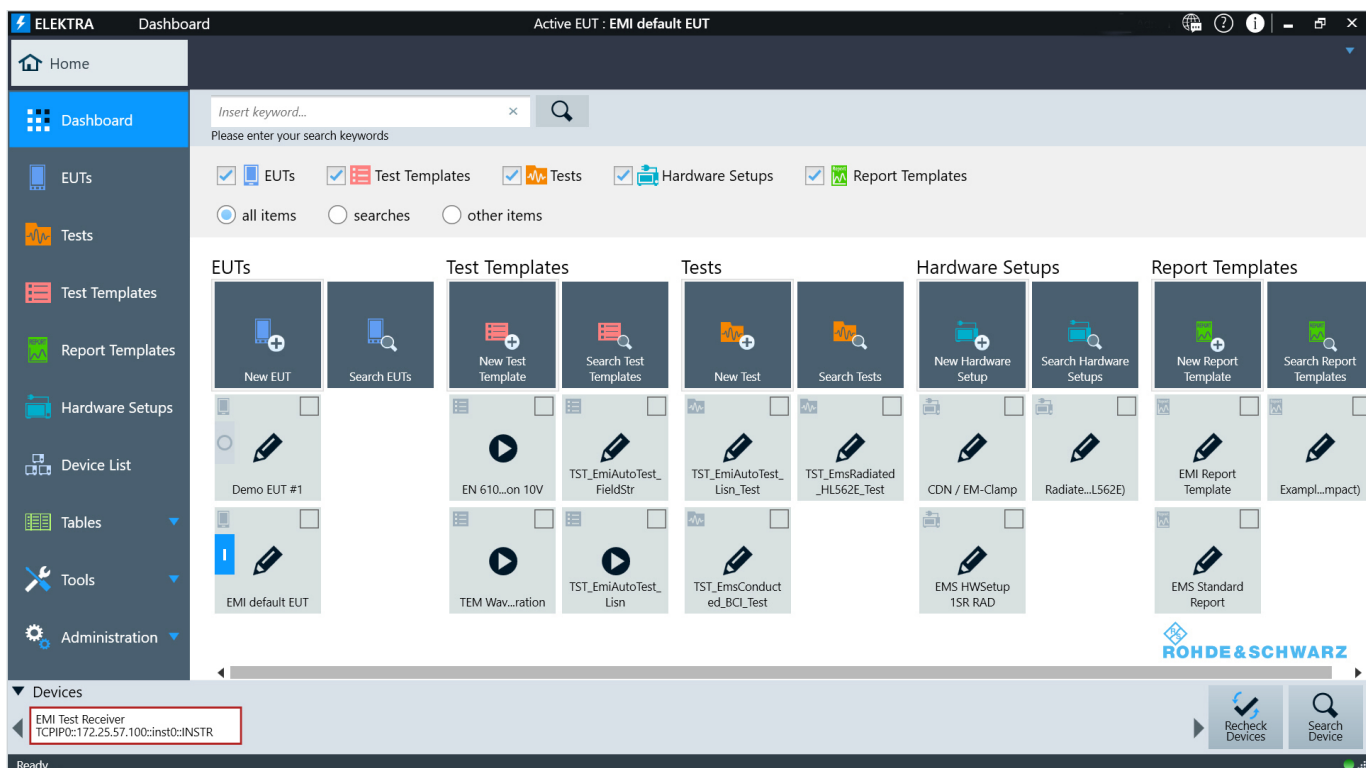 ELEKTRA Dashboard Active EUT : EMI default EUT
Home
Dashboard
EUTs
Tests
Test Templates
Report Templates
Hardware Setups
Device List
Tables
Tools
Administration
Insert keyword...
Please enter your search keywords
EUTs Test Templates Tests Hardware Setups Report Templates
all items searches other items
EUTs
New EUT
Search EUTs
Demo EUT #1
EMI default EUT
Test Templates
New Test
Template
Search Test
Templates
EN 610...on 10V
TST_EmiAutoTest_
FieldStr
TEM Wav...ration
TST_EmiAutoTest_
Lisn
Tests
New Test
Search Tests
TST_EmiAutoTest_
Lisn_Test
TST_EmsRadiated
_HL562E_Test
TST_EmsConduct
ed_BCI_Test
Hardware Setups
New Hardware
Setup
Search Hardware
Setups
CDN / EM-Clamp
Radiate...L562E)
EMS HWSetup
1SR RAD
Report Templates
New Report
Template
Search Report
Templates
EMI Report
Template
Exampl...mpact)
EMS Standard
Report
ROHDE&SCHWARZ
Devices
EMI Test Receiver
TCPIP0::172.25.57.100::inst0::INSTR
Recheck
Devices
Search
Device
Ready